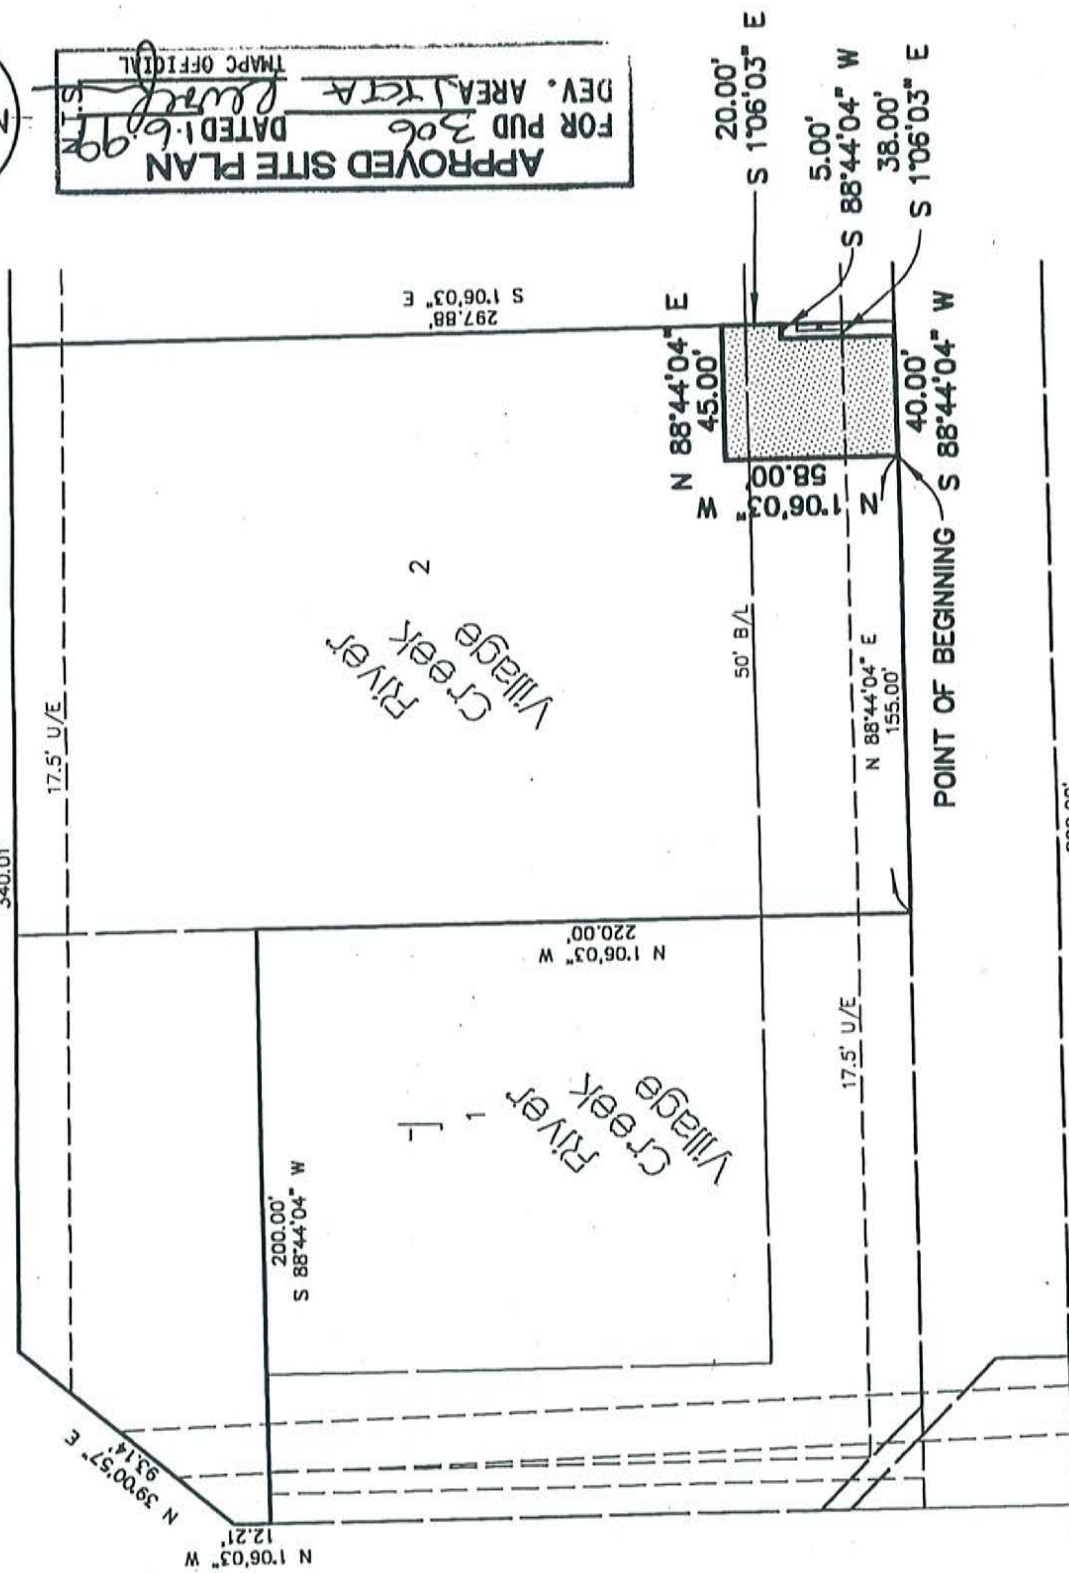 APPROVED SITE PLAN
FOR PUD 306
DATED 1.6.99
DEV. AREA
TMAPC OFFICIAL
N
340.01
17.5' U/E
S 1°06'03" E
297.88'
20.00'
S 1°06'03" E
5.00'
S 88°44'04" W
38.00'
S 1°06'03" E
N 88°44'04" E
45.00'
N 1°06'03" W
58.00'
40.00'
S 88°44'04" W
POINT OF BEGINNING
2
River
Creek
Village
50' B/L
N 88°44'04" E
155.00'
N 1°06'03" W
220.00'
17.5' U/E
1
River
Creek
Village
200.00'
S 88°44'04" W
N 39°00'57" E
93.14'
N 1°06'03" W
12.21'